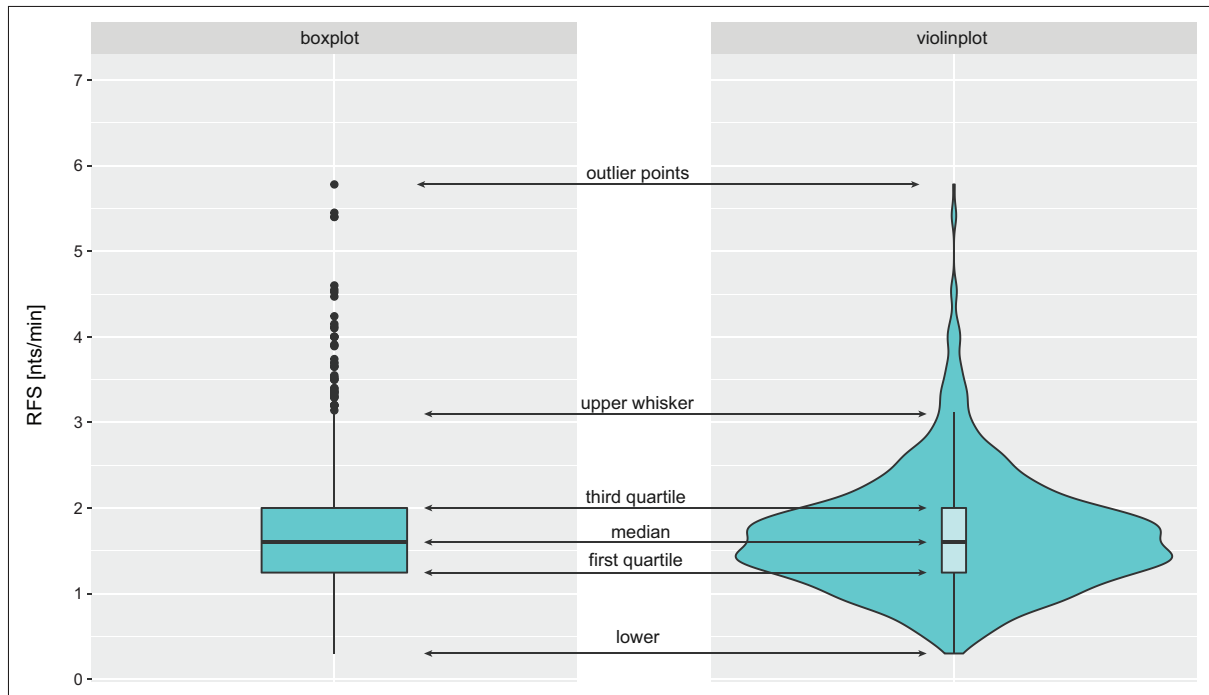 boxplot
violinplot
RFS [nts/min]
7
6
5
4
3
2
1
0
outlier points
upper whisker
third quartile
median
first quartile
lower